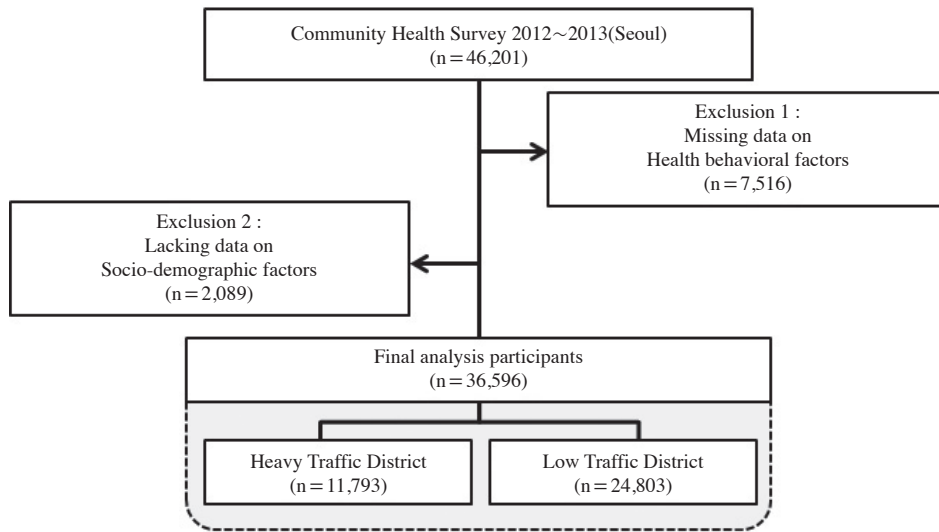 Community Health Survey 2012~2013(Seoul)
(n = 46,201)
Exclusion 1 :
Missing data on
Health behavioral factors
(n = 7,516)
Exclusion 2 :
Lacking data on
Socio-demographic factors
(n = 2,089)
Final analysis participants
(n = 36,596)
Heavy Traffic District
(n = 11,793)
Low Traffic District
(n = 24,803)